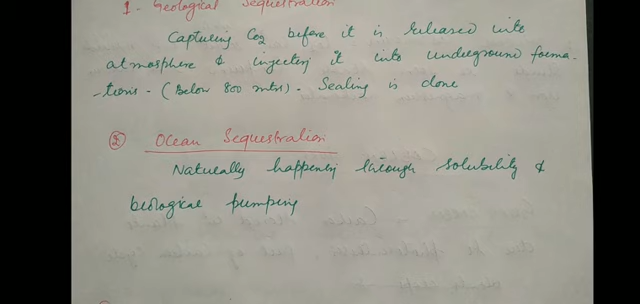 1. Geological Sequestration
Capturing CO2 before it is released into
atmosphere & injecting it into underground forma-
-tions - (Below 800 mtrs) - Sealing is done
② Ocean Sequestration
Naturally happening through solubility &
biological pumping